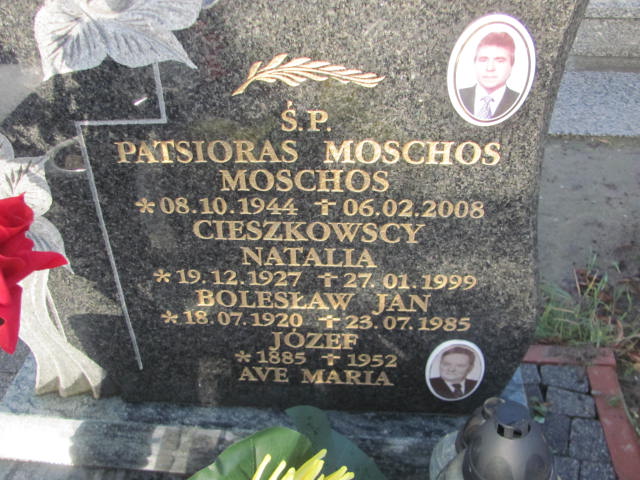 Ś.P.
PATSIORAS MOSCHOS
MOSCHOS
* 08.10.1944 ✝ 06.02.2008
CIESZKOWSCY
NATALIA
* 19.12.1927 ✝ 27.01.1999
BOLESŁAW JAN
* 18.07.1920 ✝ 23.07.1985
JÓZEF
* 1885 ✝ 1952
AVE MARIA